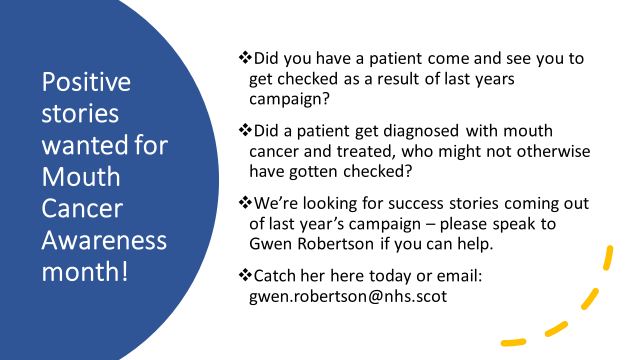 Positive
stories
wanted for
Mouth
Cancer
Awareness
month!
❖Did you have a patient come and see you to
get checked as a result of last years
campaign?
❖Did a patient get diagnosed with mouth
cancer and treated, who might not otherwise
have gotten checked?
❖We’re looking for success stories coming out
of last year’s campaign – please speak to
Gwen Robertson if you can help.
❖Catch her here today or email:
gwen.robertson@nhs.scot